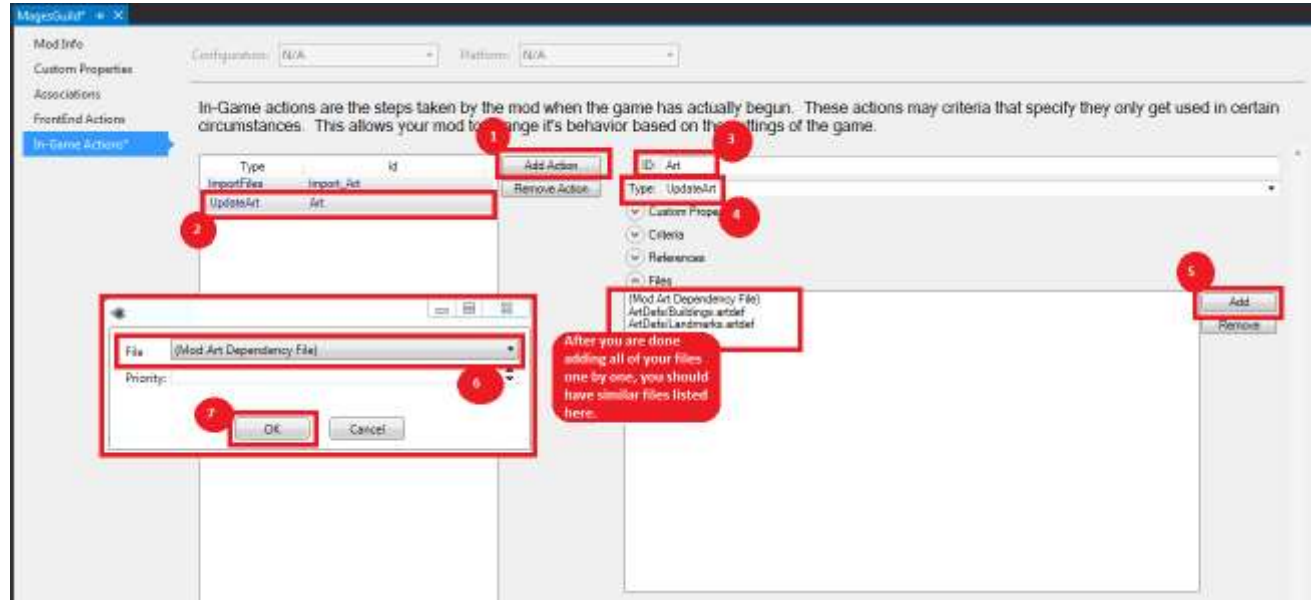 MagesGuild*
Mod Info
Configuration: N/A Platform: N/A
Custom Properties
Associations
In-Game actions are the steps taken by the mod when the game has actually begun. These actions may criteria that specify they only get used in certain
FrontEnd Actions
circumstances. This allows your mod to change it's behavior based on the settings of the game.
In-Game Actions*
1
3
Type Id
Add Action
ID: Art
ImportFiles Import_Art
Remove Action
Type: UpdateArt
UpdateArt Art
Custom Prope
4
2
Criteria
References
5
Files
(Mod Art Dependency File)
Add
ArtDefs/Buildings.artdef
ArtDefs/Landmarks.artdef
Remove
File (Mod Art Dependency File)
Priority:
6
7
OK Cancel
After you are done
adding all of your files
one by one, you should
have similar files listed
here.